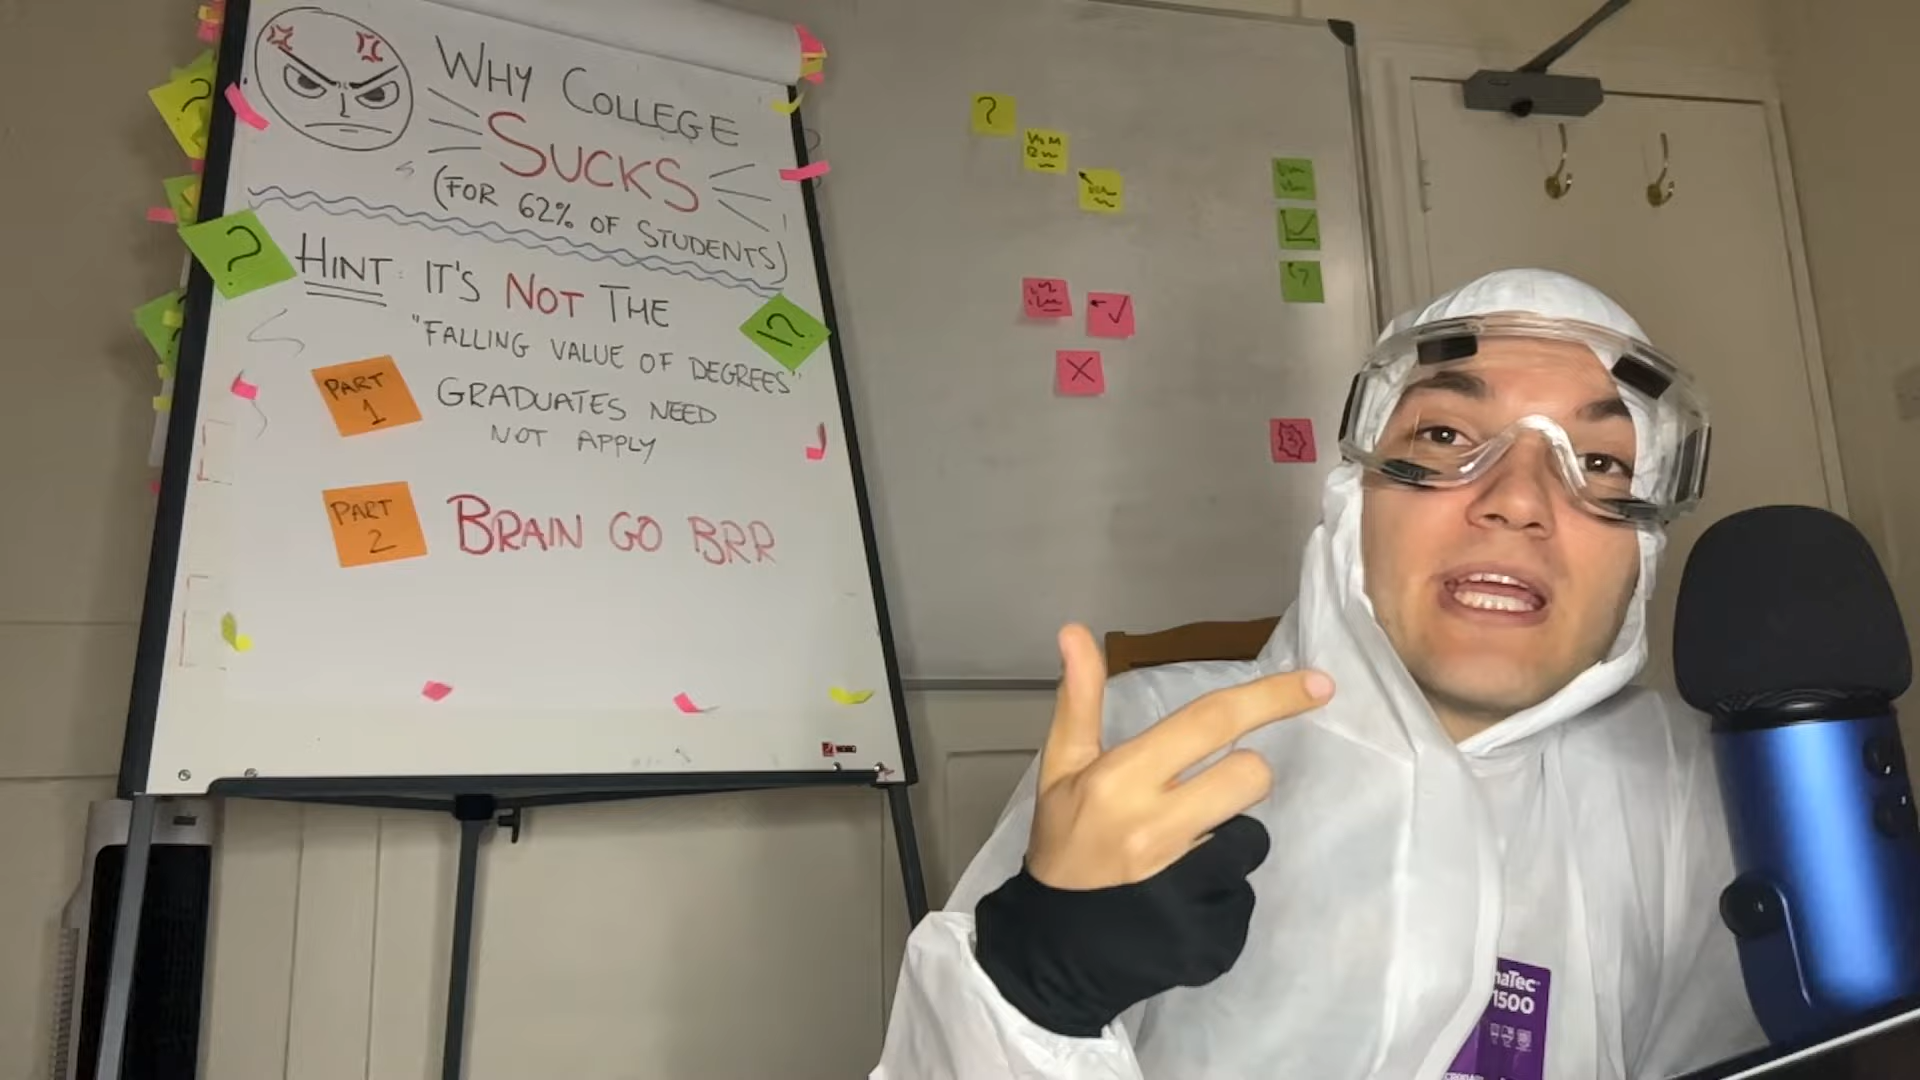 WHY COLLEGE
SUCKS
(FOR 62% OF STUDENTS)
HINT: IT'S NOT THE
"FALLING VALUE OF DEGREES"
PART
1
GRADUATES NEED
NOT APPLY
PART
2
BRAIN GO BRR
?
?
!?
?
1500